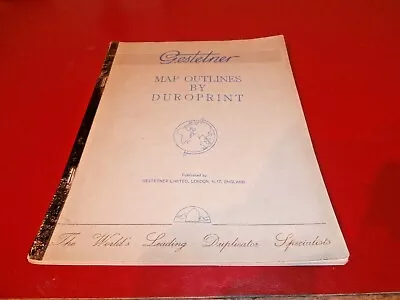 Gestetner
MAP OUTLINES
BY
DUROPRINT
Published by
GESTETNER LIMITED, LONDON, N.17, ENGLAND
The World's Leading Duplicator Specialists